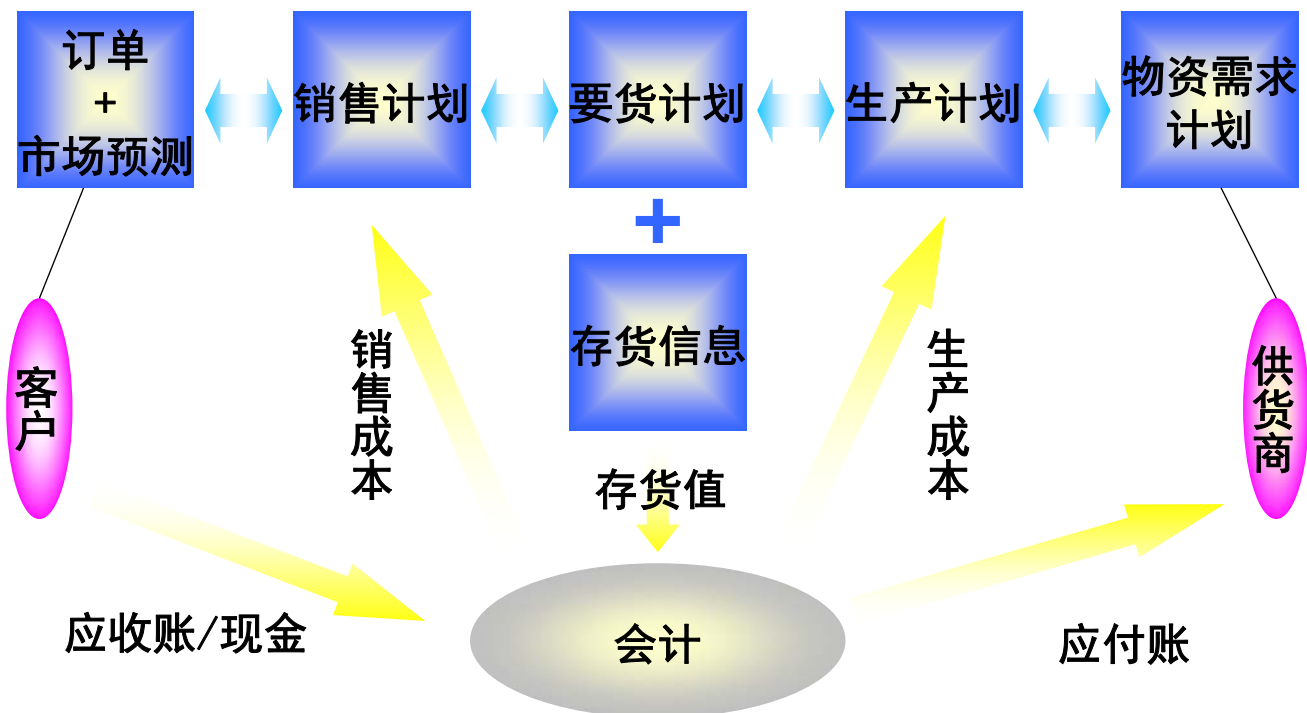 订单
+
市场预测
销售计划
要货计划
生产计划
物资需求
计划
+
存货信息
客户
销售成本
生产成本
供货商
存货值
应收账/现金
会计
应付账